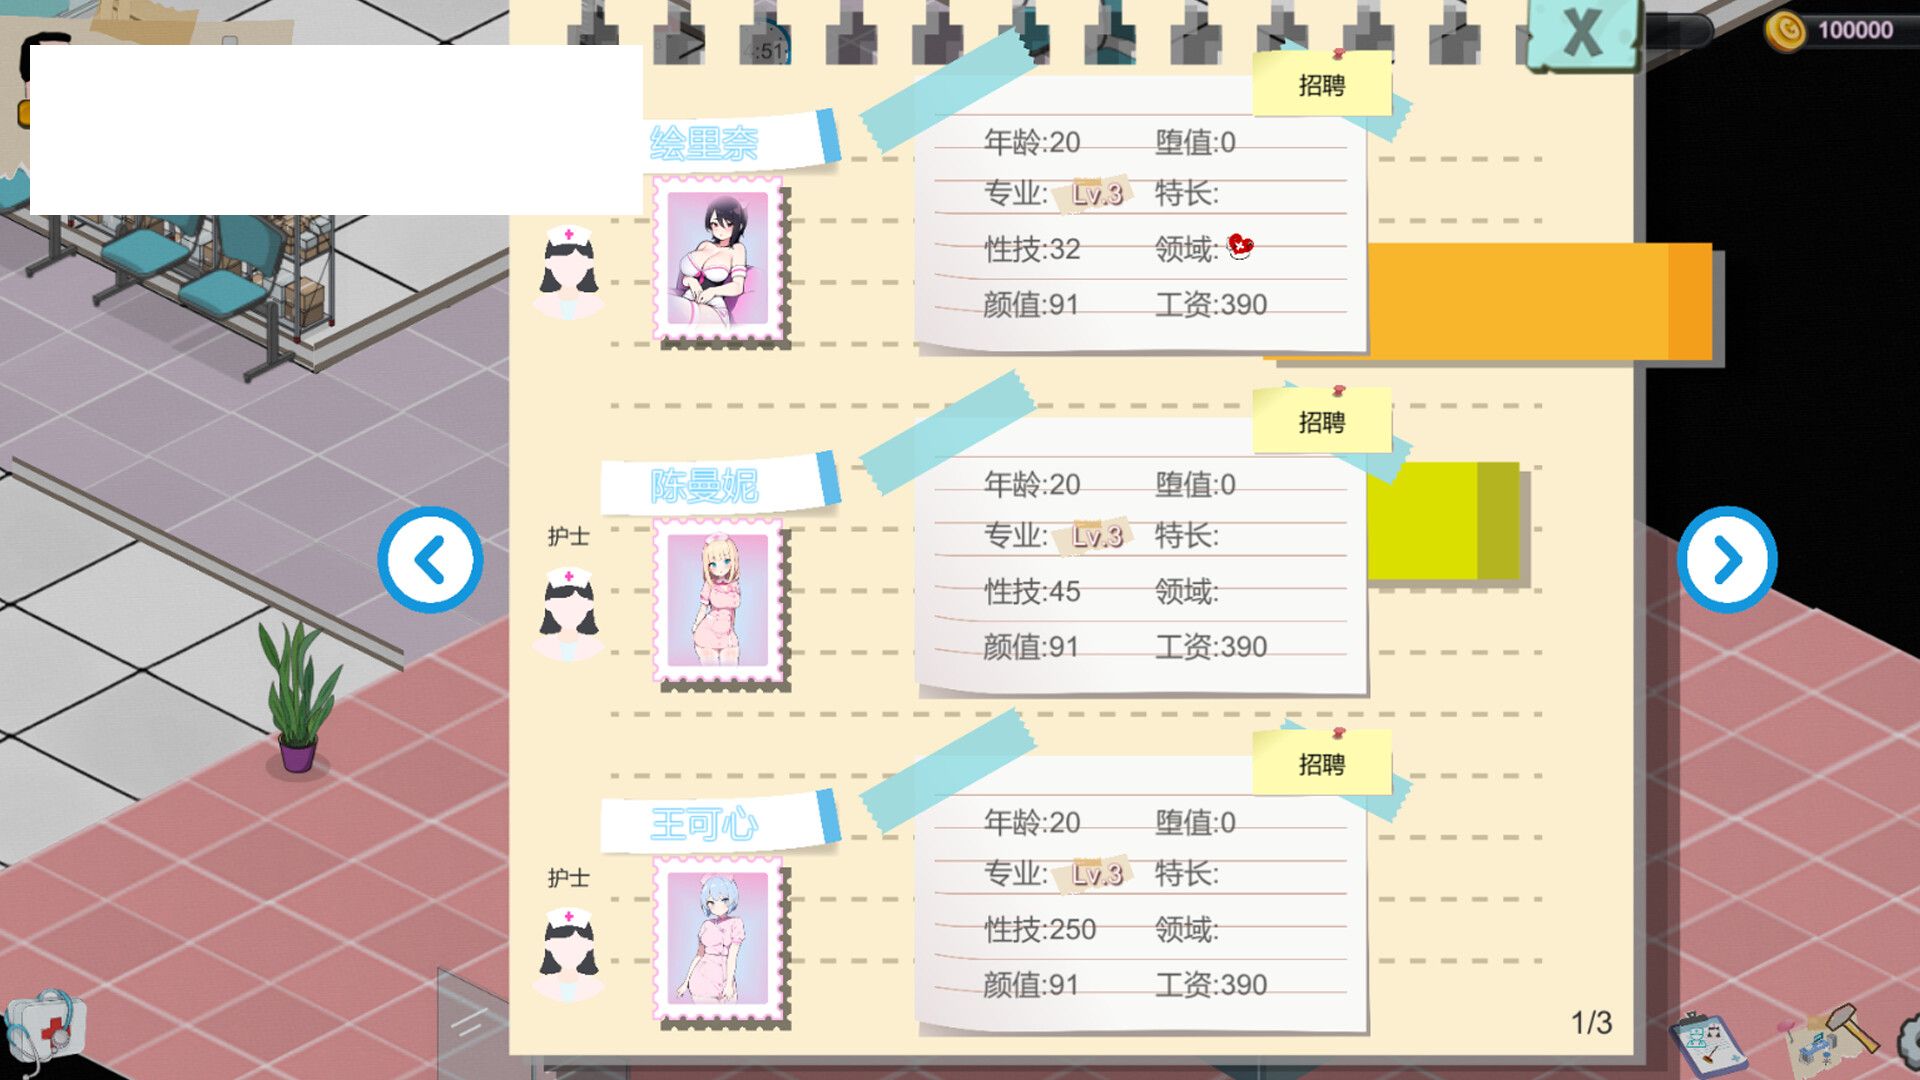 :51
X
100000
绘里奈
招聘
年龄:20 堕值:0
专业: Lv.3 特长:
性技:32 领域:
颜值:91 工资:390
陈曼妮
招聘
护士
年龄:20 堕值:0
专业: Lv.3 特长:
性技:45 领域:
颜值:91 工资:390
王可心
招聘
护士
年龄:20 堕值:0
专业: Lv.3 特长:
性技:250 领域:
颜值:91 工资:390
1/3